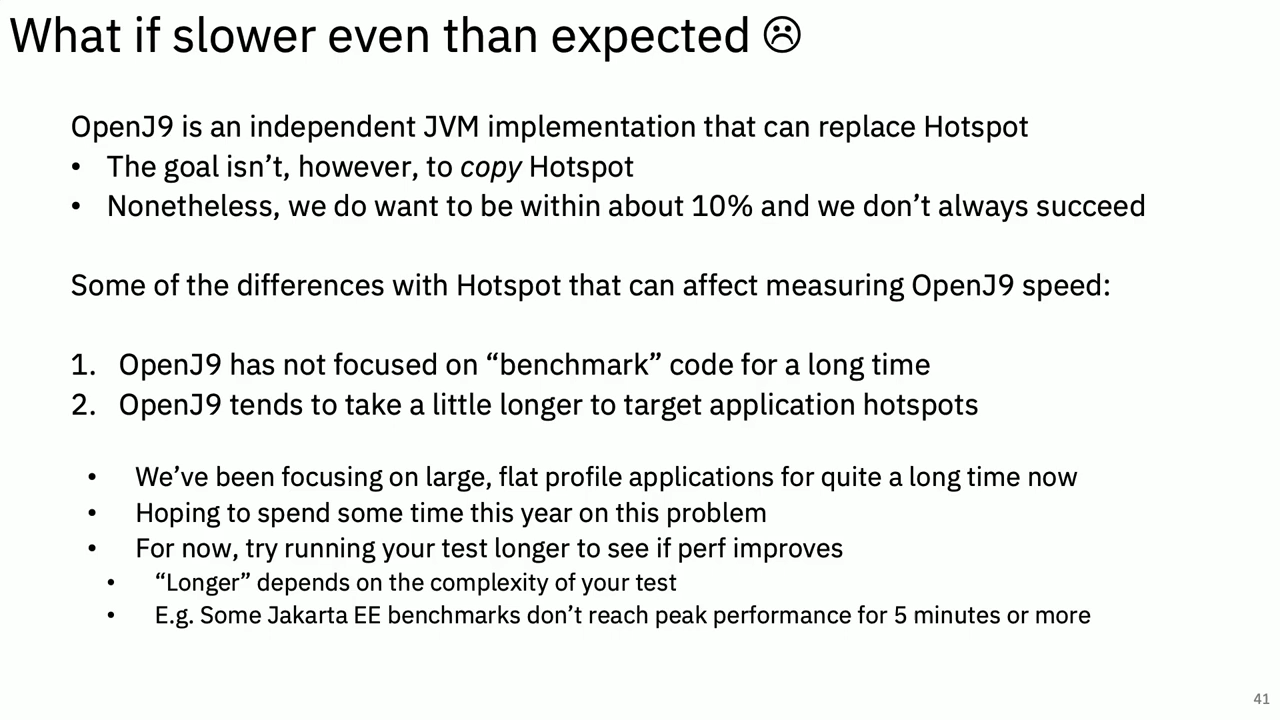 What if slower even than expected ☹
OpenJ9 is an independent JVM implementation that can replace Hotspot
• The goal isn’t, however, to copy Hotspot
• Nonetheless, we do want to be within about 10% and we don’t always succeed
Some of the differences with Hotspot that can affect measuring OpenJ9 speed:
1. OpenJ9 has not focused on “benchmark” code for a long time
2. OpenJ9 tends to take a little longer to target application hotspots
• We’ve been focusing on large, flat profile applications for quite a long time now
• Hoping to spend some time this year on this problem
• For now, try running your test longer to see if perf improves
• “Longer” depends on the complexity of your test
• E.g. Some Jakarta EE benchmarks don’t reach peak performance for 5 minutes or more
41